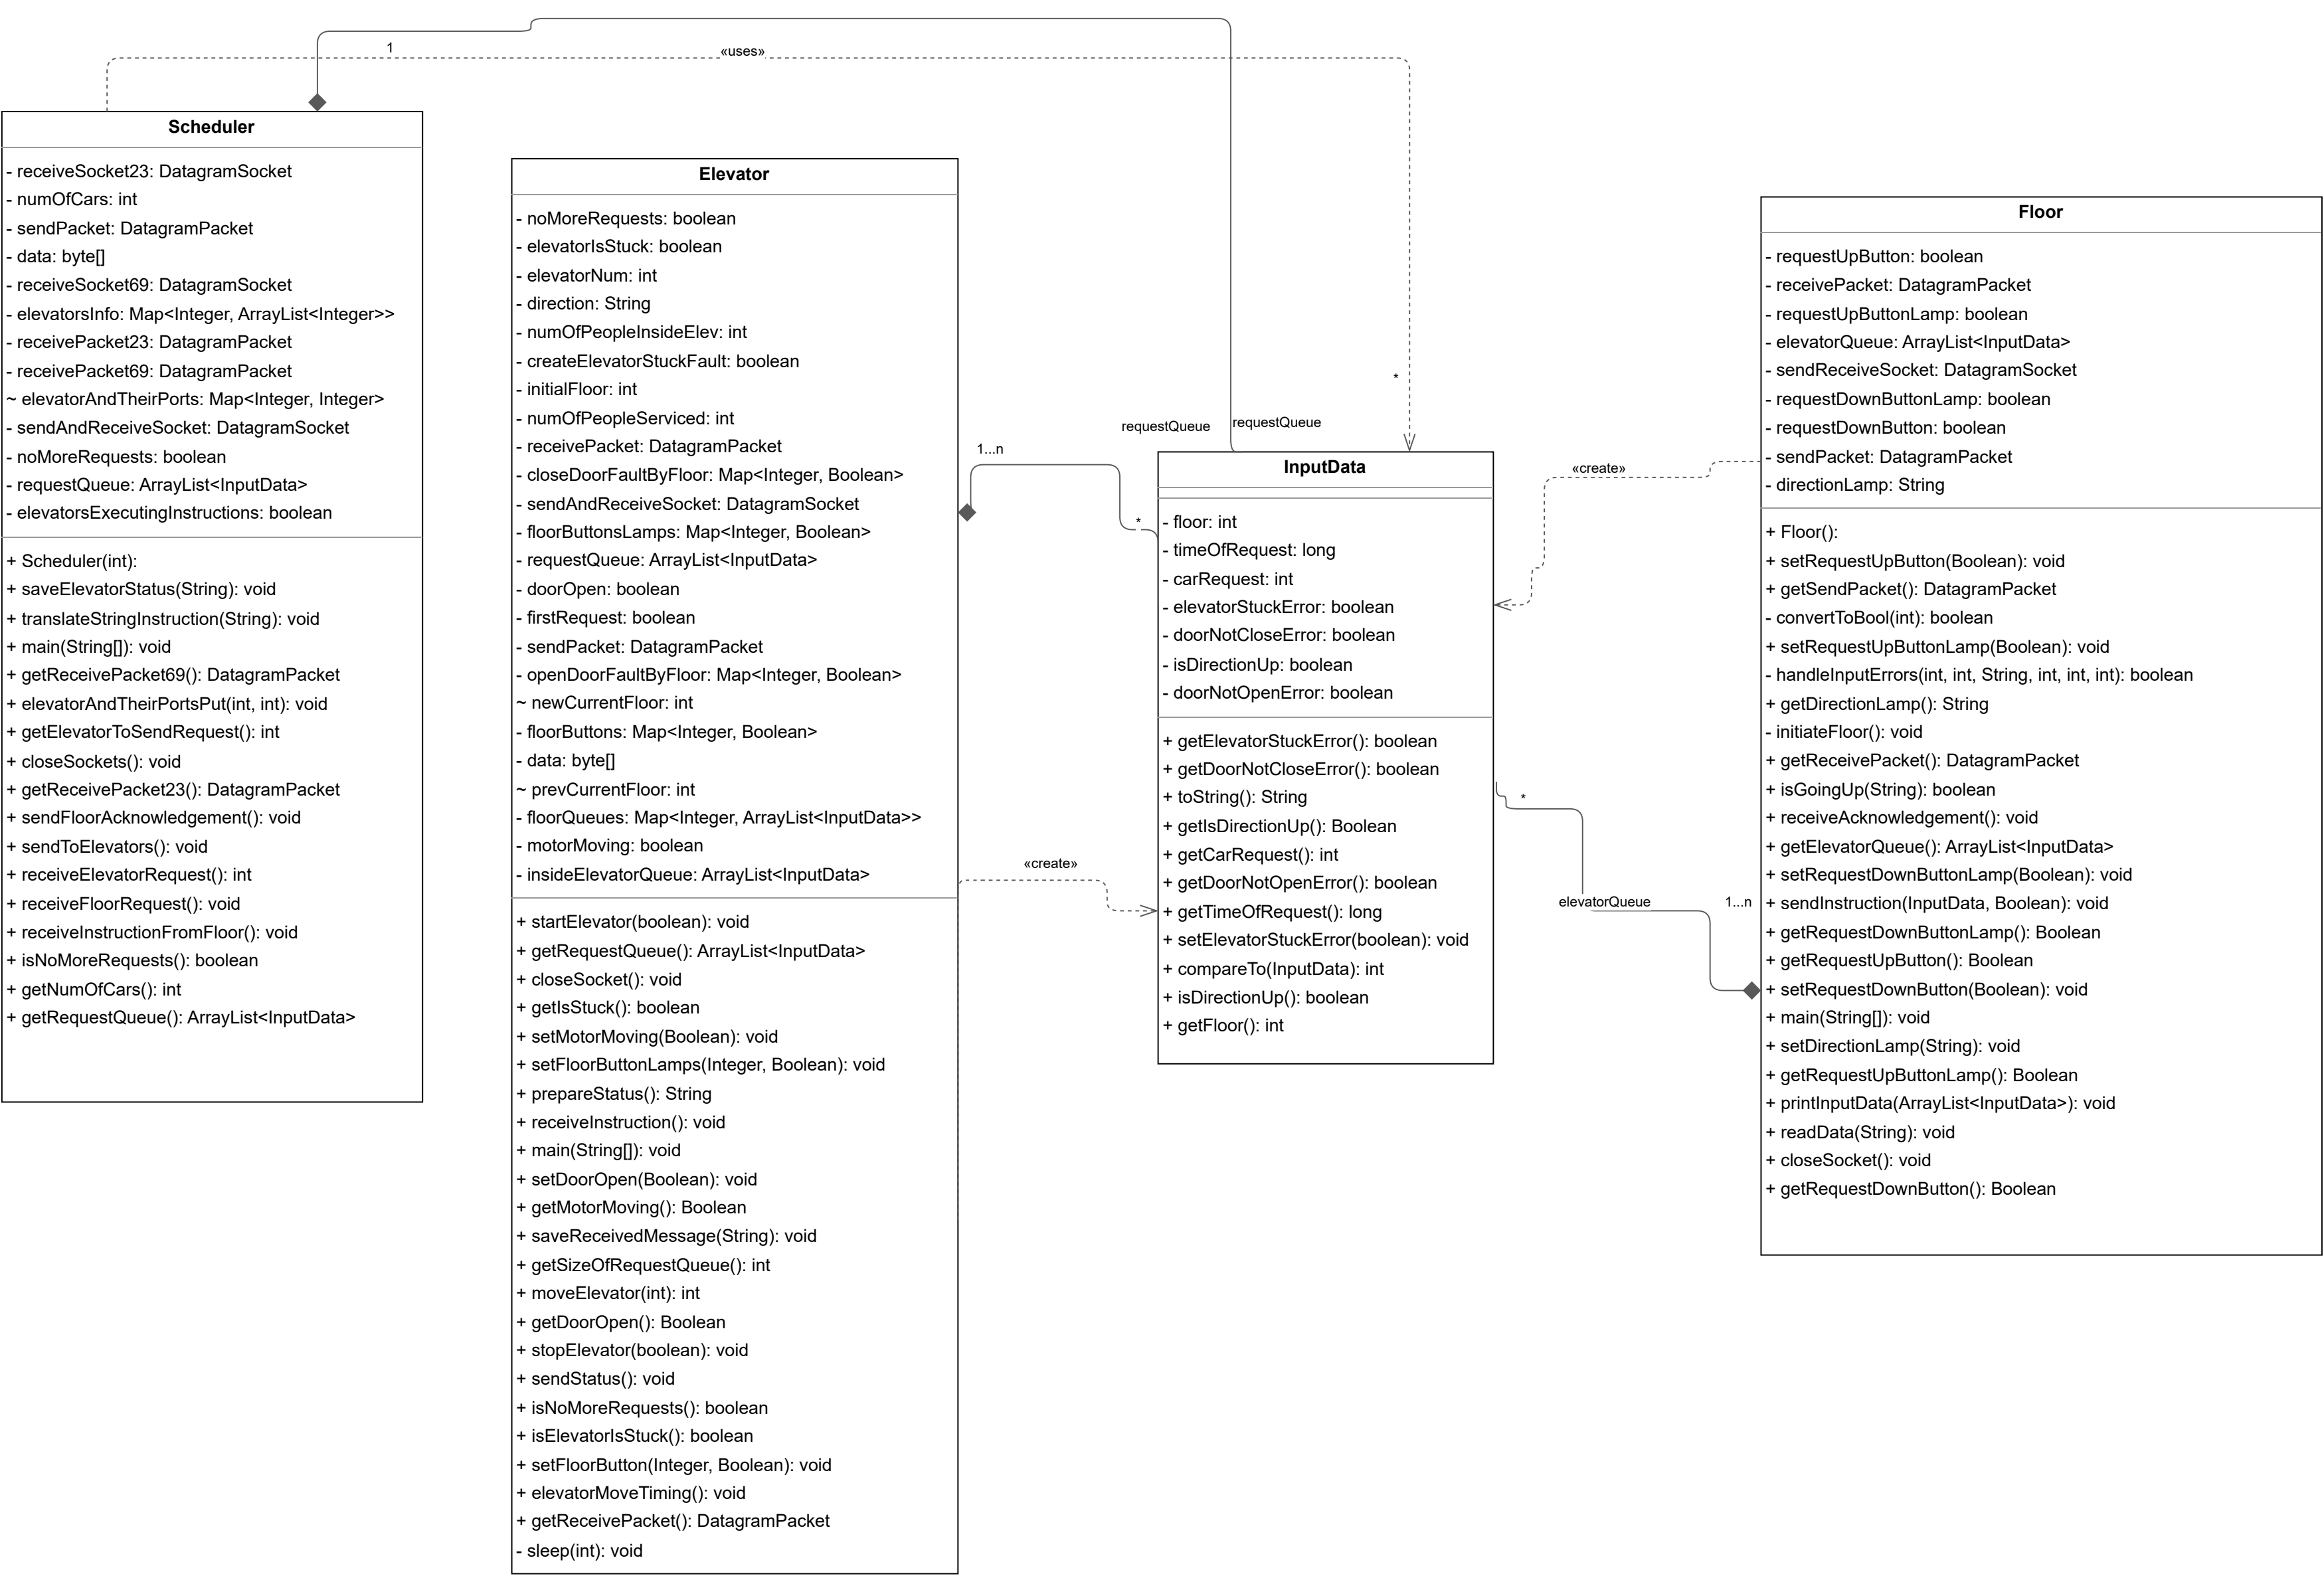 1
«uses»
Scheduler
- receiveSocket23: DatagramSocket
- numOfCars: int
- sendPacket: DatagramPacket
- data: byte[]
- receiveSocket69: DatagramSocket
- elevatorsInfo: Map<Integer, ArrayList<Integer>>
- receivePacket23: DatagramPacket
- receivePacket69: DatagramPacket
~ elevatorAndTheirPorts: Map<Integer, Integer>
- sendAndReceiveSocket: DatagramSocket
- noMoreRequests: boolean
- requestQueue: ArrayList<InputData>
- elevatorsExecutingInstructions: boolean
+ Scheduler(int):
+ saveElevatorStatus(String): void
+ translateStringInstruction(String): void
+ main(String[]): void
+ getReceivePacket69(): DatagramPacket
+ elevatorAndTheirPortsPut(int, int): void
+ getElevatorToSendRequest(): int
+ closeSockets(): void
+ getReceivePacket23(): DatagramPacket
+ sendFloorAcknowledgement(): void
+ sendToElevators(): void
+ receiveElevatorRequest(): int
+ receiveFloorRequest(): void
+ receiveInstructionFromFloor(): void
+ isNoMoreRequests(): boolean
+ getNumOfCars(): int
+ getRequestQueue(): ArrayList<InputData>
Elevator
- noMoreRequests: boolean
- elevatorIsStuck: boolean
- elevatorNum: int
- direction: String
- numOfPeopleInsideElev: int
- createElevatorStuckFault: boolean
- initialFloor: int
- numOfPeopleServiced: int
- receivePacket: DatagramPacket
- closeDoorFaultByFloor: Map<Integer, Boolean>
- sendAndReceiveSocket: DatagramSocket
- floorButtonsLamps: Map<Integer, Boolean>
- requestQueue: ArrayList<InputData>
- doorOpen: boolean
- firstRequest: boolean
- sendPacket: DatagramPacket
- openDoorFaultByFloor: Map<Integer, Boolean>
~ newCurrentFloor: int
- floorButtons: Map<Integer, Boolean>
- data: byte[]
~ prevCurrentFloor: int
- floorQueues: Map<Integer, ArrayList<InputData>>
- motorMoving: boolean
- insideElevatorQueue: ArrayList<InputData>
+ startElevator(boolean): void
+ getRequestQueue(): ArrayList<InputData>
+ closeSocket(): void
+ getIsStuck(): boolean
+ setMotorMoving(Boolean): void
+ setFloorButtonLamps(Integer, Boolean): void
+ prepareStatus(): String
+ receiveInstruction(): void
+ main(String[]): void
+ setDoorOpen(Boolean): void
+ getMotorMoving(): Boolean
+ saveReceivedMessage(String): void
+ getSizeOfRequestQueue(): int
+ moveElevator(int): int
+ getDoorOpen(): Boolean
+ stopElevator(boolean): void
+ sendStatus(): void
+ isNoMoreRequests(): boolean
+ isElevatorIsStuck(): boolean
+ setFloorButton(Integer, Boolean): void
+ elevatorMoveTiming(): void
+ getReceivePacket(): DatagramPacket
- sleep(int): void
1...n
*
«create»
requestQueue
requestQueue
*
InputData
- floor: int
- timeOfRequest: long
- carRequest: int
- elevatorStuckError: boolean
- doorNotCloseError: boolean
- isDirectionUp: boolean
- doorNotOpenError: boolean
+ getElevatorStuckError(): boolean
+ getDoorNotCloseError(): boolean
+ toString(): String
+ getIsDirectionUp(): Boolean
+ getCarRequest(): int
+ getDoorNotOpenError(): boolean
+ getTimeOfRequest(): long
+ setElevatorStuckError(boolean): void
+ compareTo(InputData): int
+ isDirectionUp(): boolean
+ getFloor(): int
«create»
*
elevatorQueue
1...n
Floor
- requestUpButton: boolean
- receivePacket: DatagramPacket
- requestUpButtonLamp: boolean
- elevatorQueue: ArrayList<InputData>
- sendReceiveSocket: DatagramSocket
- requestDownButtonLamp: boolean
- requestDownButton: boolean
- sendPacket: DatagramPacket
- directionLamp: String
+ Floor():
+ setRequestUpButton(Boolean): void
+ getSendPacket(): DatagramPacket
- convertToBool(int): boolean
+ setRequestUpButtonLamp(Boolean): void
- handleInputErrors(int, int, String, int, int, int): boolean
+ getDirectionLamp(): String
- initiateFloor(): void
+ getReceivePacket(): DatagramPacket
+ isGoingUp(String): boolean
+ receiveAcknowledgement(): void
+ getElevatorQueue(): ArrayList<InputData>
+ setRequestDownButtonLamp(Boolean): void
+ sendInstruction(InputData, Boolean): void
+ getRequestDownButtonLamp(): Boolean
+ getRequestUpButton(): Boolean
+ setRequestDownButton(Boolean): void
+ main(String[]): void
+ setDirectionLamp(String): void
+ getRequestUpButtonLamp(): Boolean
+ printInputData(ArrayList<InputData>): void
+ readData(String): void
+ closeSocket(): void
+ getRequestDownButton(): Boolean